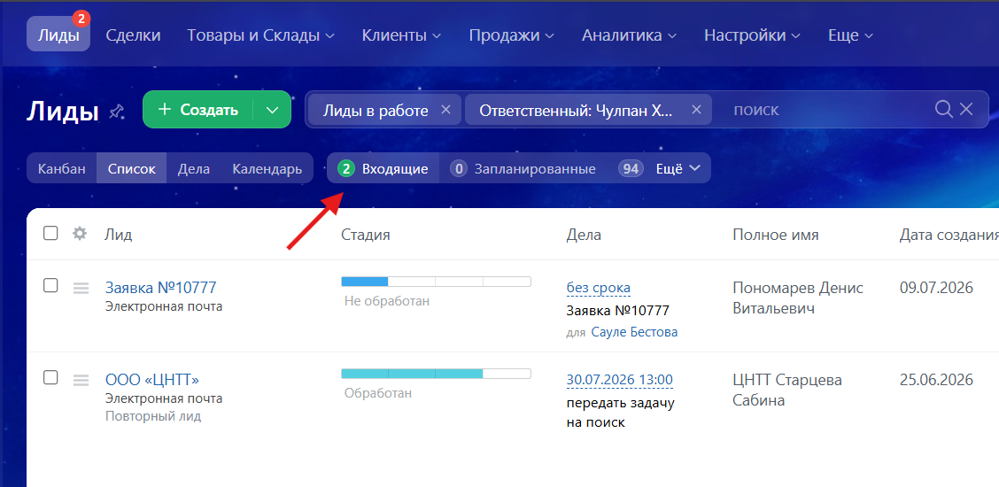 Лиды 2 Сделки Товары и Склады Клиенты Продажи Аналитика Настройки Еще
Лиды + Создать Лиды в работе × Ответственный: Чулпан Х... × поиск
Канбан Список Дела Календарь 2 Входящие 0 Запланированные 94 Ещё
Лид Стадия Дела Полное имя Дата создания
Заявка №10777 без срока Пономарев Денис 09.07.2026
Электронная почта Не обработан Заявка №10777 Витальевич
для Сауле Бестова
ООО «ЦНТТ» 30.07.2026 13:00 ЦНТТ Старцева 25.06.2026
Электронная почта Обработан передать задачу Сабина
Повторный лид на поиск